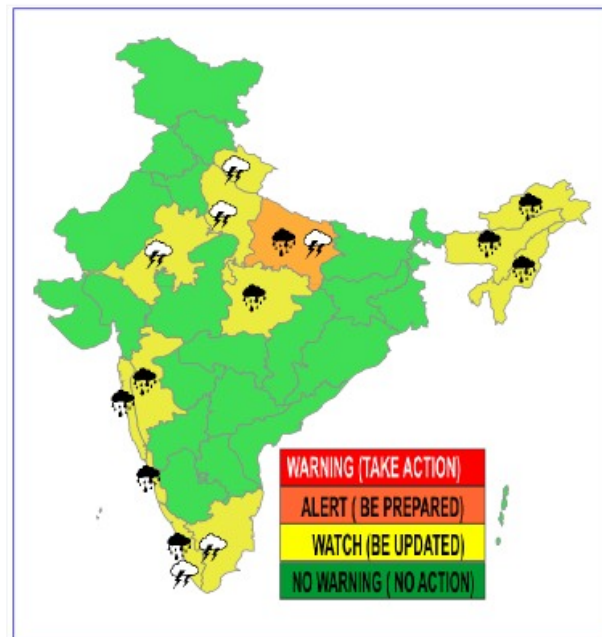 WARNING (TAKE ACTION)
ALERT ( BE PREPARED)
WATCH (BE UPDATED)
NO WARNING ( NO ACTION)